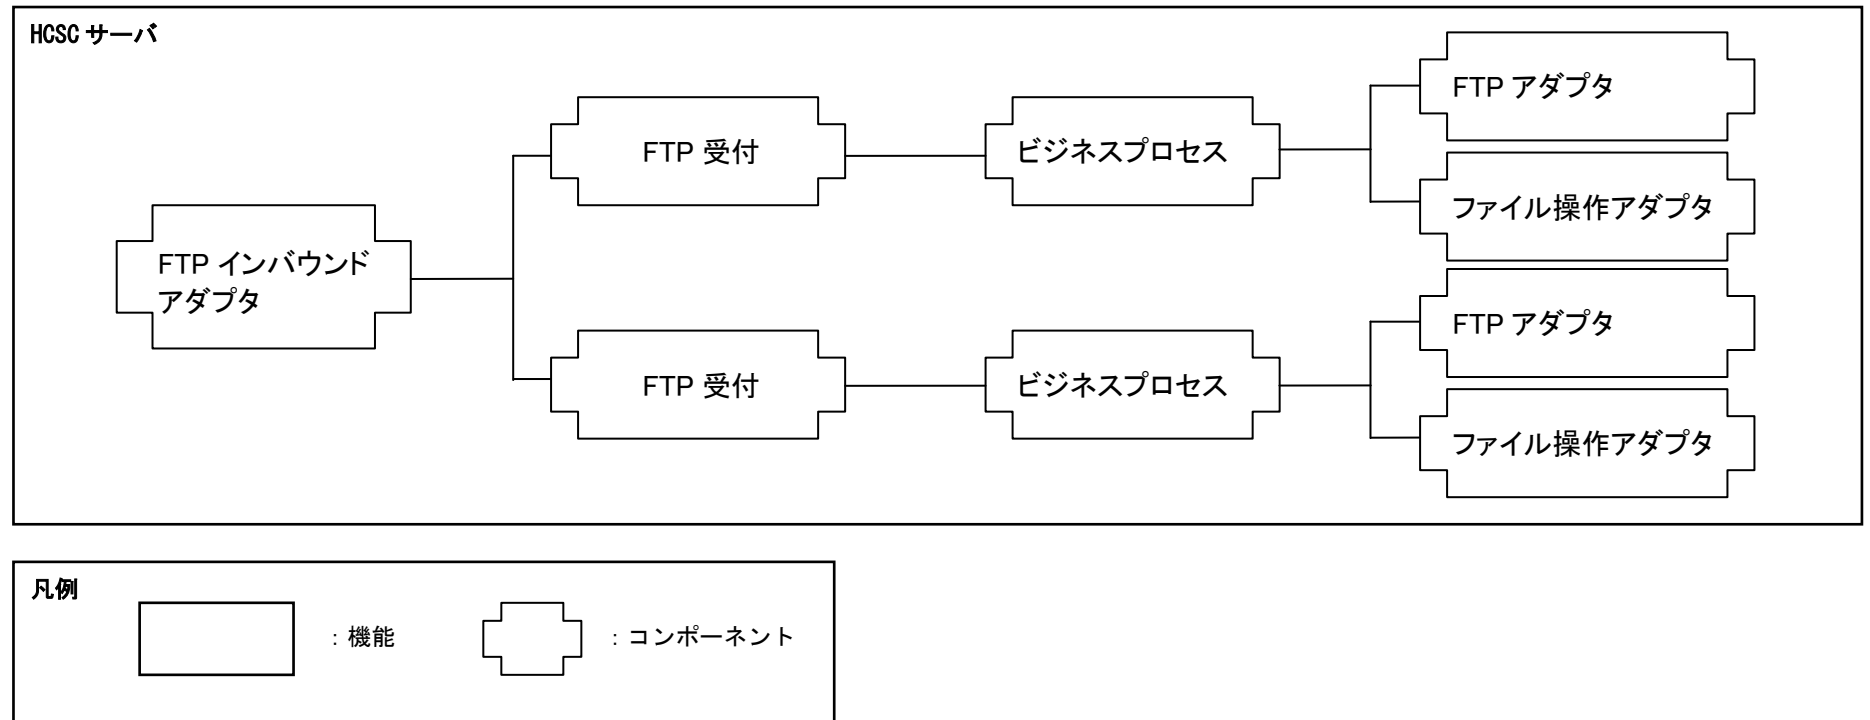 HCSC サーバ
FTP アダプタ
FTP 受付
ビジネスプロセス
ファイル操作アダプタ
FTP インバウンド
アダプタ
FTP アダプタ
FTP 受付
ビジネスプロセス
ファイル操作アダプタ
凡例
: 機能
: コンポーネント